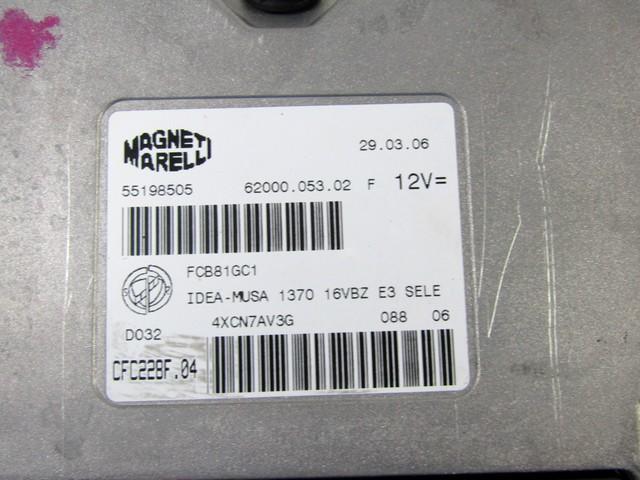 MAGNETI
MARELLI
29.03.06
55198505 62000.053.02 F 12V=
FCB81GC1
IDEA-MUSA 1370 16VBZ E3 SELE
4XCN7AV3G 088 06
D032
CFC228F.04